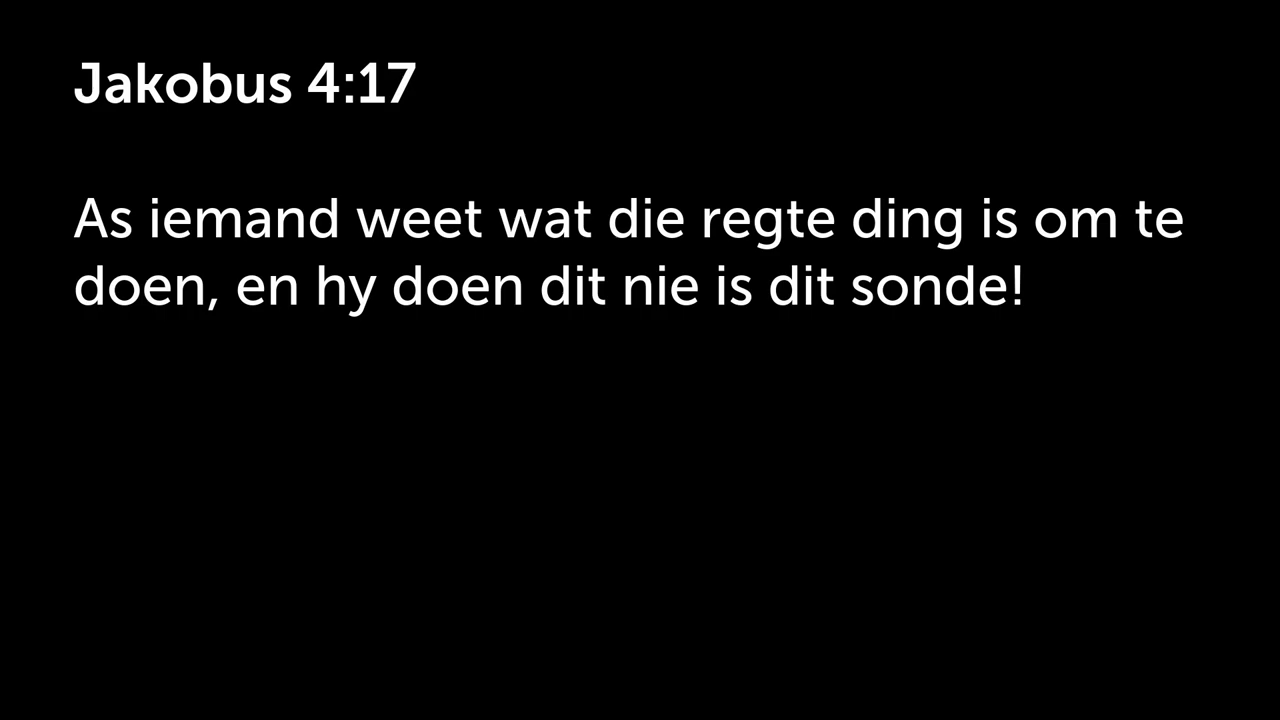 Jakobus 4:17
As iemand weet wat die regte ding is om te
doen, en hy doen dit nie is dit sonde!